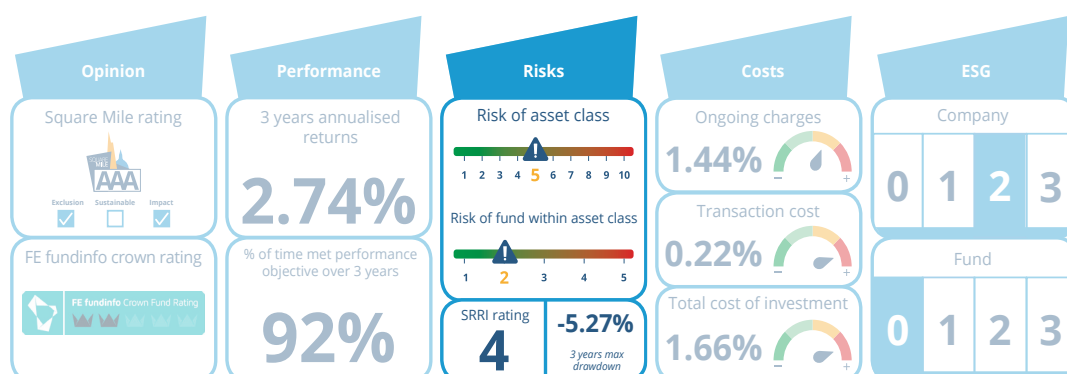 Opinion
Square Mile rating
SQUARE
MILE
AAA
Exclusion Sustainable Impact
FE fundinfo crown rating
FE fundinfo Crown Fund Rating
Performance
3 years annualised
returns
2.74%
% of time met performance
objective over 3 years
92%
Risks
Risk of asset class
1 2 3 4 5 6 7 8 9 10
Risk of fund within asset class
1 2 3 4 5
SRRI rating
4
-5.27%
3 years max
drawdown
Costs
Ongoing charges
1.44%
− +
Transaction cost
0.22%
− +
Total cost of investment
1.66%
− +
ESG
Company
0 1 2 3
Fund
0 1 2 3